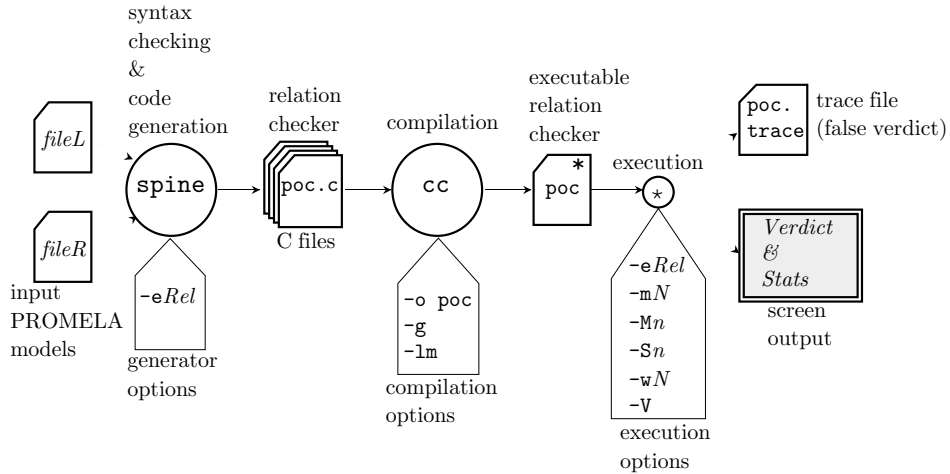 syntax
checking
&
code
generation
fileL
fileR
input
PROMELA
models
spine
-eRel
generator
options
relation
checker
poc.c
C files
compilation
cc
-o poc
-g
-lm
compilation
options
executable
relation
checker
*
poc
execution
*
-eRel
-mN
-Mn
-Sn
-wN
-V
execution
options
poc.
trace
trace file
(false verdict)
Verdict
&
Stats
screen
output